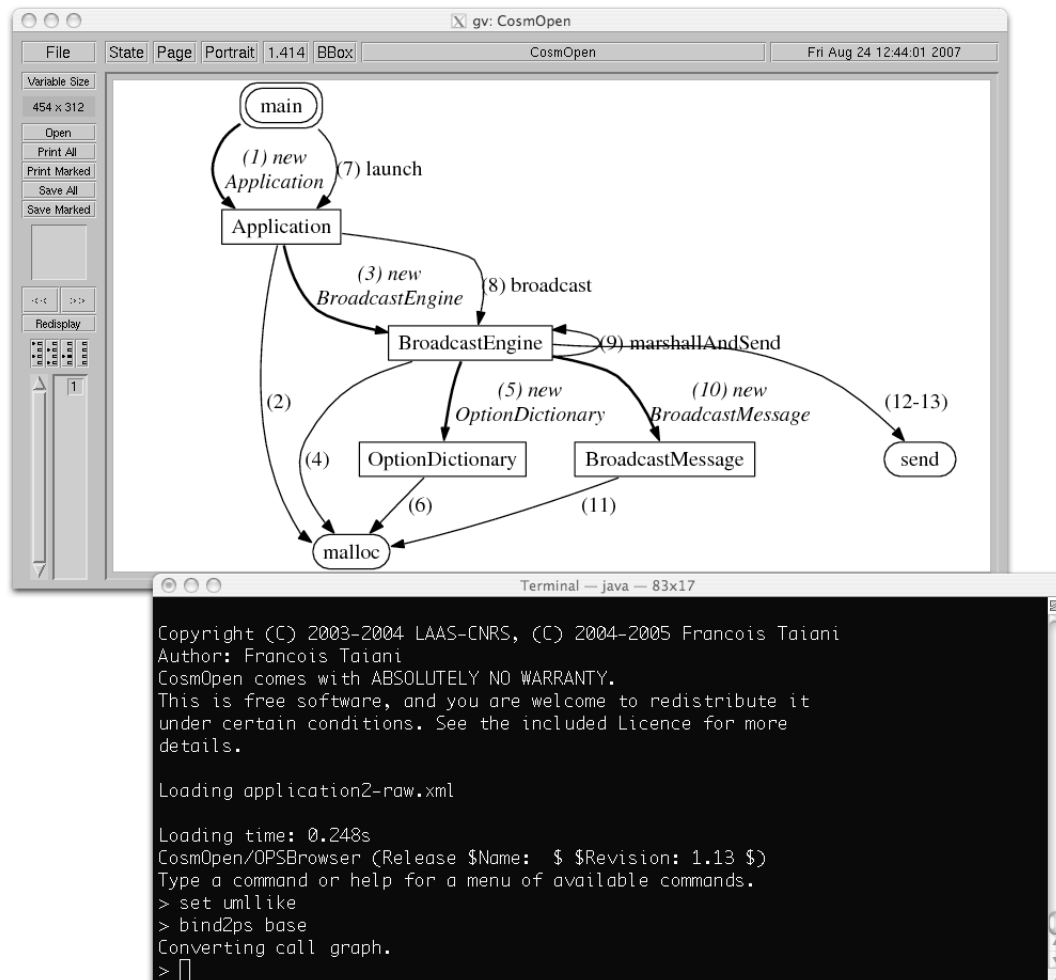 gv: CosmOpen
File State Page Portrait 1.414 BBox CosmOpen Fri Aug 24 12:44:01 2007
Variable Size
454 x 312
Open
Print All
Print Marked
Save All
Save Marked
<< >>
Redisplay
1
main
(1) new
Application
(7) launch
Application
(3) new
BroadcastEngine
(8) broadcast
BroadcastEngine
(9) marshallAndSend
(2)
(5) new
OptionDictionary
(10) new
BroadcastMessage
(12-13)
(4)
OptionDictionary
BroadcastMessage
send
(6)
(11)
malloc
Terminal — java — 83x17
Copyright (C) 2003-2004 LAAS-CNRS, (C) 2004-2005 Francois Taiani
Author: Francois Taiani
CosmOpen comes with ABSOLUTELY NO WARRANTY.
This is free software, and you are welcome to redistribute it
under certain conditions. See the included Licence for more
details.
Loading application2-raw.xml
Loading time: 0.248s
CosmOpen/OPSBrowser (Release $Name:  $ $Revision: 1.13 $)
Type a command or help for a menu of available commands.
> set umllike
> bind2ps base
Converting call graph.
>